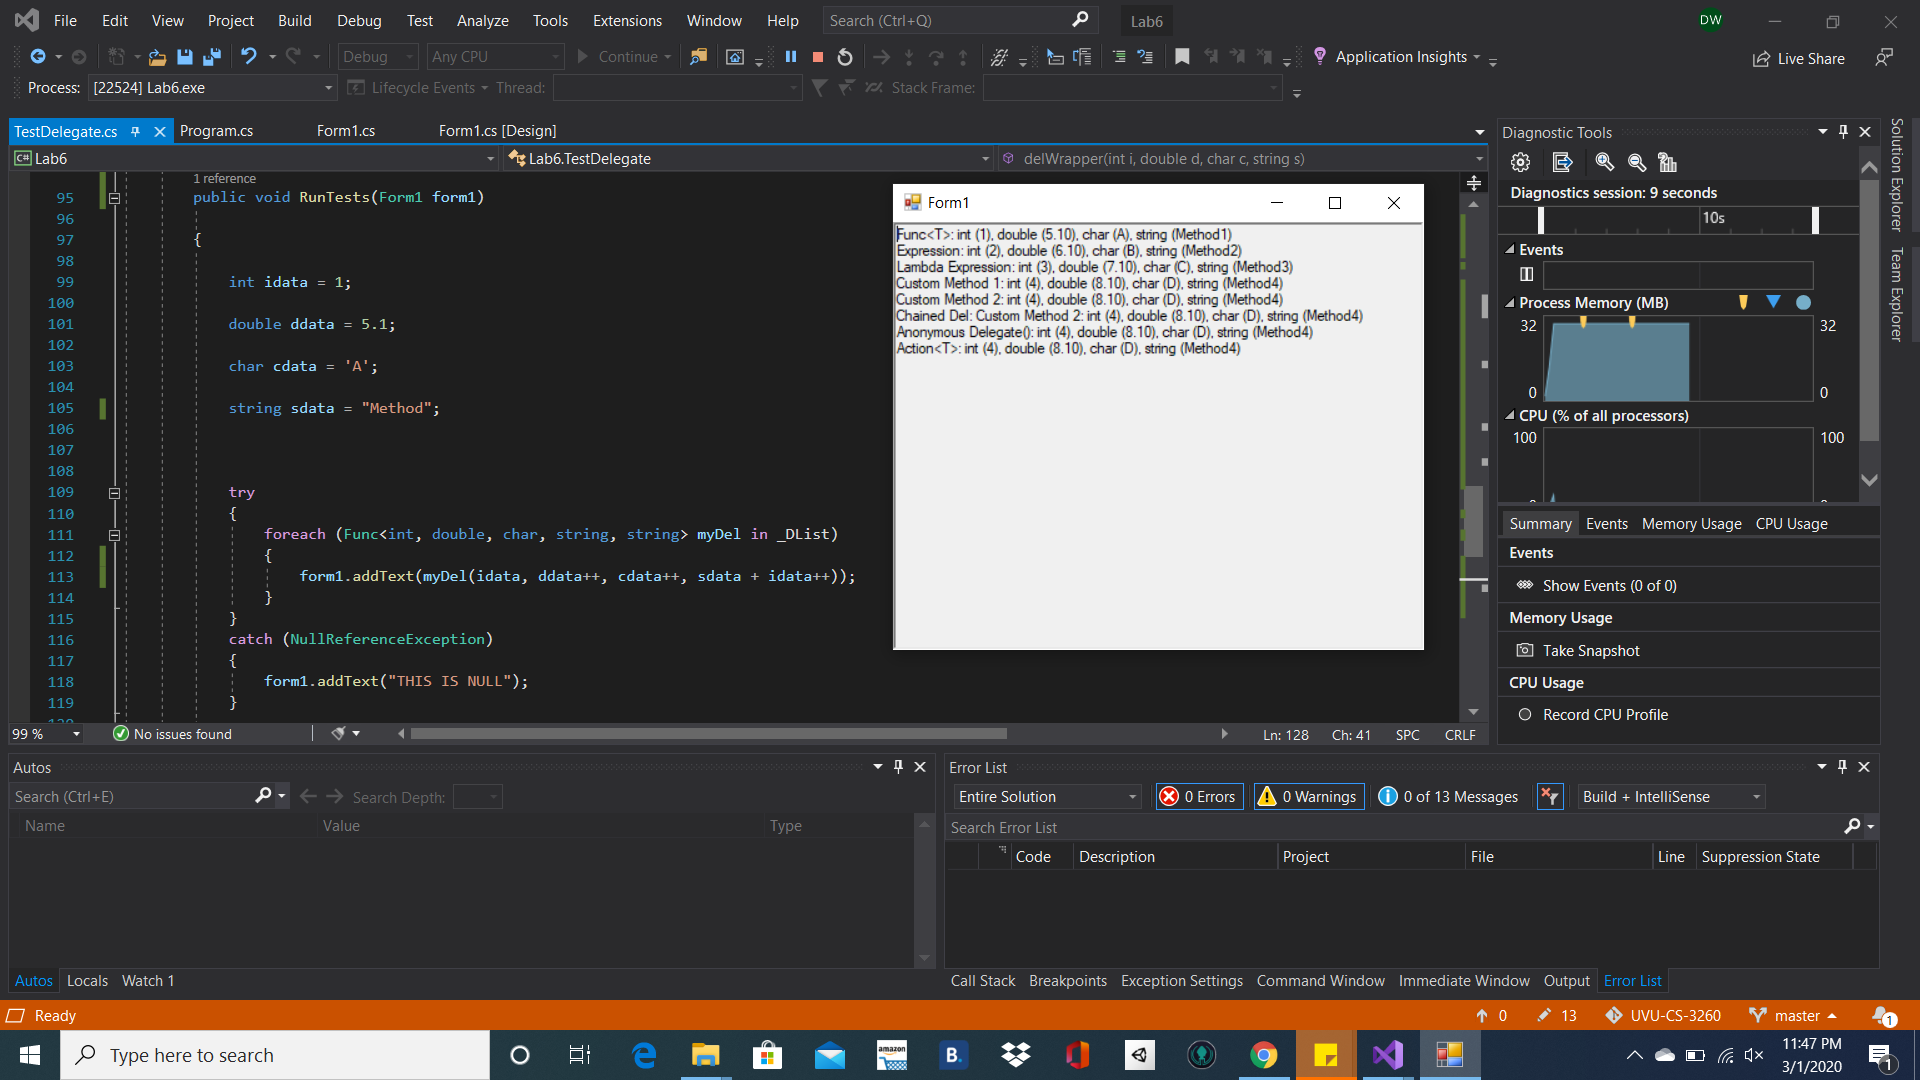 File Edit View Project Build Debug Test Analyze Tools Extensions Window Help Search (Ctrl+Q) Lab6 DW
Debug Any CPU Continue Application Insights Live Share
Process: [22524] Lab6.exe Lifecycle Events Thread: Stack Frame:
TestDelegate.cs Program.cs Form1.cs Form1.cs [Design]
C# Lab6 Lab6.TestDelegate delWrapper(int i, double d, char c, string s)
1 reference
95 public void RunTests(Form1 form1)
96
97 {
98
99 int idata = 1;
100
101 double ddata = 5.1;
102
103 char cdata = 'A';
104
105 string sdata = "Method";
106
107
108
109 try
110 {
111 foreach (Func<int, double, char, string, string> myDel in _DList)
112 {
113 form1.addText(myDel(idata, ddata++, cdata++, sdata + idata++));
114 }
115 }
116 catch (NullReferenceException)
117 {
118 form1.addText("THIS IS NULL");
119 }
Form1
Func<T>: int (1), double (5.10), char (A), string (Method1)
Expression: int (2), double (6.10), char (B), string (Method2)
Lambda Expression: int (3), double (7.10), char (C), string (Method3)
Custom Method 1: int (4), double (8.10), char (D), string (Method4)
Custom Method 2: int (4), double (8.10), char (D), string (Method4)
Chained Del: Custom Method 2: int (4), double (8.10), char (D), string (Method4)
Anonymous Delegate(): int (4), double (8.10), char (D), string (Method4)
Action<T>: int (4), double (8.10), char (D), string (Method4)
99 % No issues found Ln: 128 Ch: 41 SPC CRLF
Diagnostic Tools
Diagnostics session: 9 seconds
10s
Events
Process Memory (MB)
32 32
0 0
CPU (% of all processors)
100 100
Summary Events Memory Usage CPU Usage
Events
Show Events (0 of 0)
Memory Usage
Take Snapshot
CPU Usage
Record CPU Profile
Solution Explorer
Team Explorer
Autos
Search (Ctrl+E) Search Depth:
Name Value Type
Autos Locals Watch 1
Error List
Entire Solution 0 Errors 0 Warnings 0 of 13 Messages Build + IntelliSense
Search Error List
Code Description Project File Line Suppression State
Call Stack Breakpoints Exception Settings Command Window Immediate Window Output Error List
Ready 0 13 UVU-CS-3260 master 1
Type here to search amazon B. 11:47 PM
3/1/2020 1